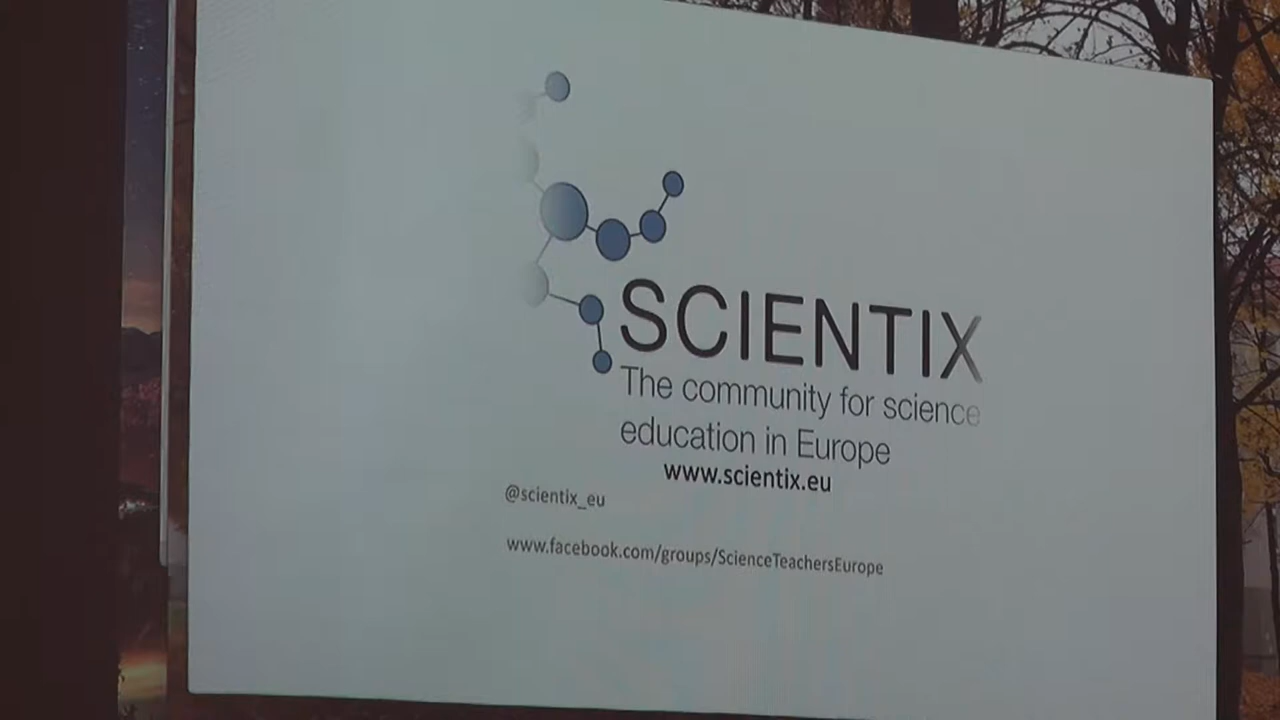 SCIENTIX
The community for science
education in Europe
www.scientix.eu
@scientix_eu
www.facebook.com/groups/ScienceTeachersEurope